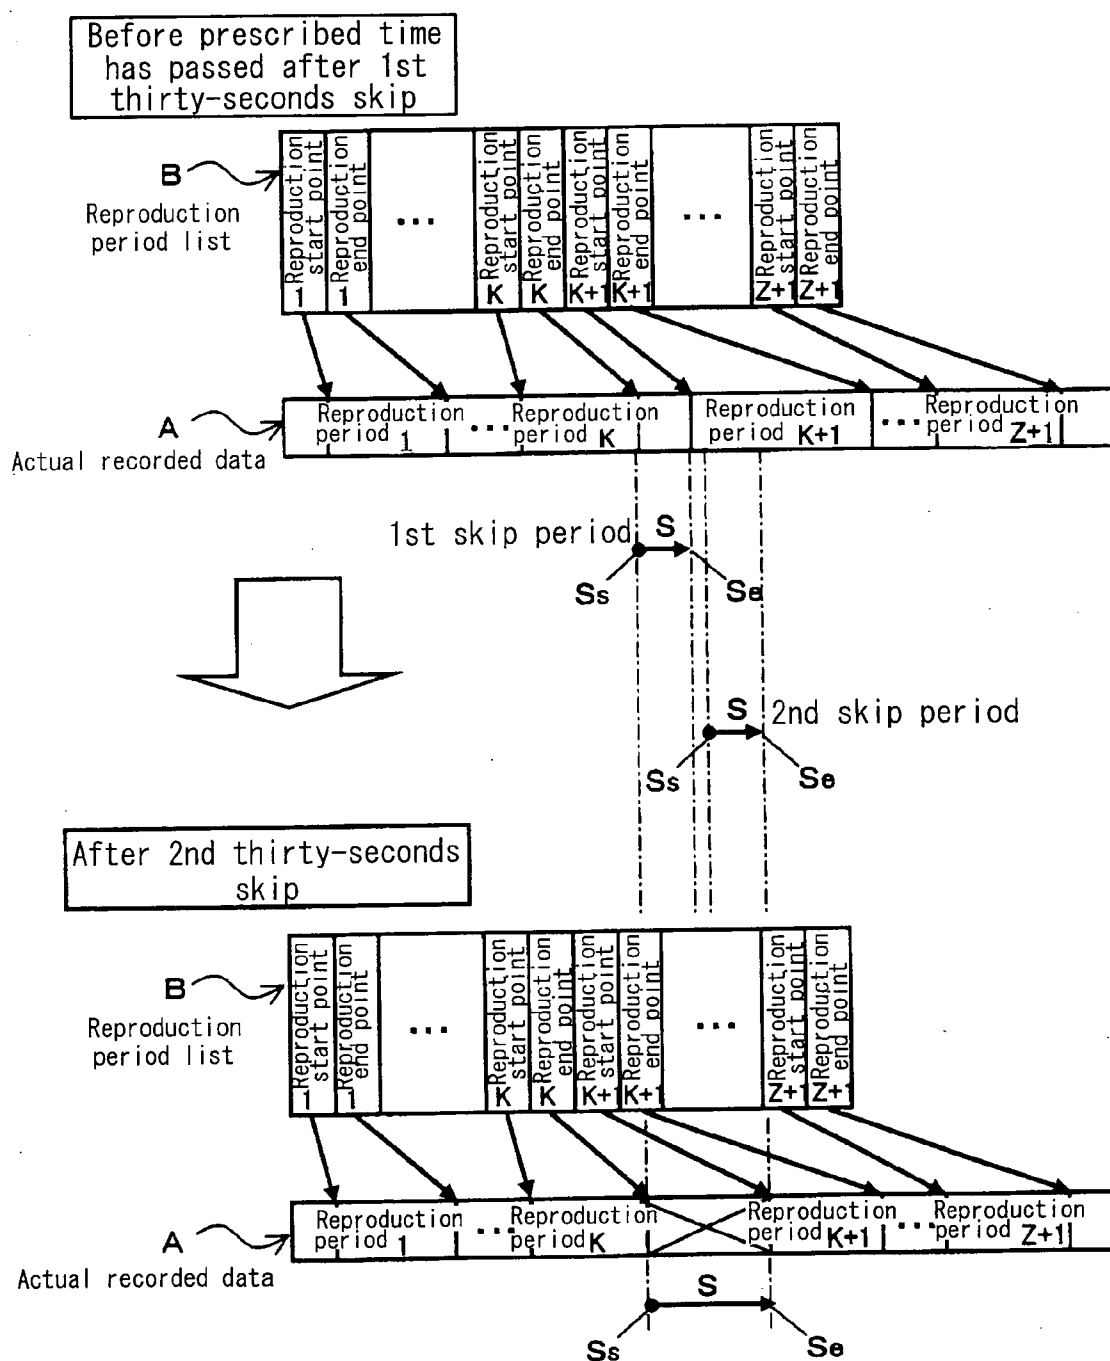 Before prescribed time
has passed after 1st
thirty-seconds skip
B
Reproduction
period list
1 Reproduction
start point
1 Reproduction
end point
...
K Reproduction
start point
K Reproduction
end point
K+1 Reproduction
start point
K+1 Reproduction
end point
...
Z+1 Reproduction
start point
Z+1 Reproduction
end point
A
Actual recorded data
Reproduction
period 1
...
Reproduction
period K
Reproduction
period K+1
...
Reproduction
period Z+1
1st skip period
S
Ss
Se
S
2nd skip period
Ss
Se
After 2nd thirty-seconds
skip
B
Reproduction
period list
1 Reproduction
start point
1 Reproduction
end point
...
K Reproduction
start point
K Reproduction
end point
K+1 Reproduction
start point
K+1 Reproduction
end point
...
Z+1 Reproduction
start point
Z+1 Reproduction
end point
A
Actual recorded data
Reproduction
period 1
...
Reproduction
period K
Reproduction
period K+1
...
Reproduction
period Z+1
S
Ss
Se